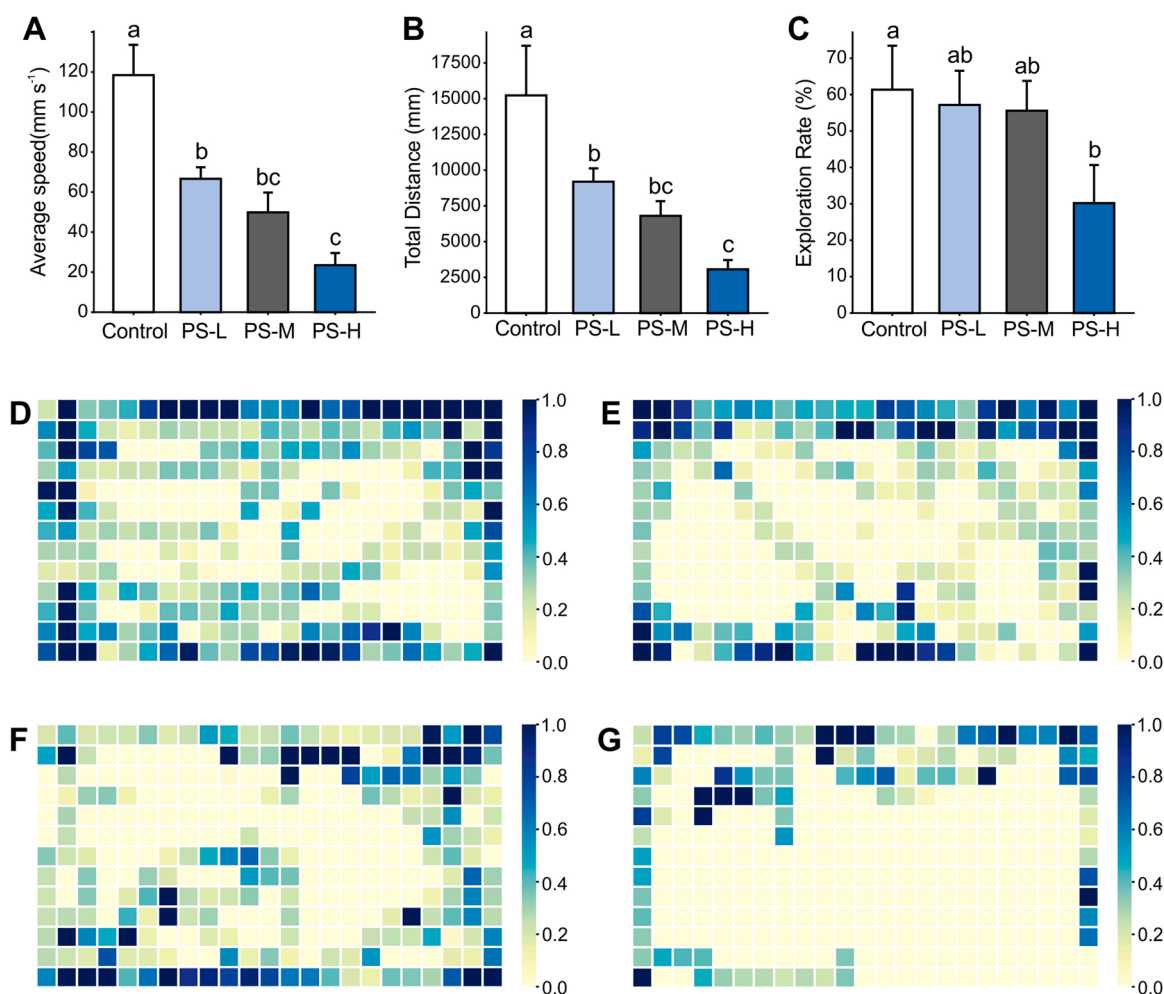 A
Average speed(mm s⁻¹)
120
100
80
60
40
20
0
a
b
bc
c
Control PS-L PS-M PS-H
B
Total Distance (mm)
17500
15000
12500
10000
7500
5000
2500
0
a
b
bc
c
Control PS-L PS-M PS-H
C
Exploration Rate (%)
70
60
50
40
30
20
10
0
a
ab
ab
b
Control PS-L PS-M PS-H
D
1.0
0.8
0.6
0.4
0.2
0.0
E
1.0
0.8
0.6
0.4
0.2
0.0
F
1.0
0.8
0.6
0.4
0.2
0.0
G
1.0
0.8
0.6
0.4
0.2
0.0